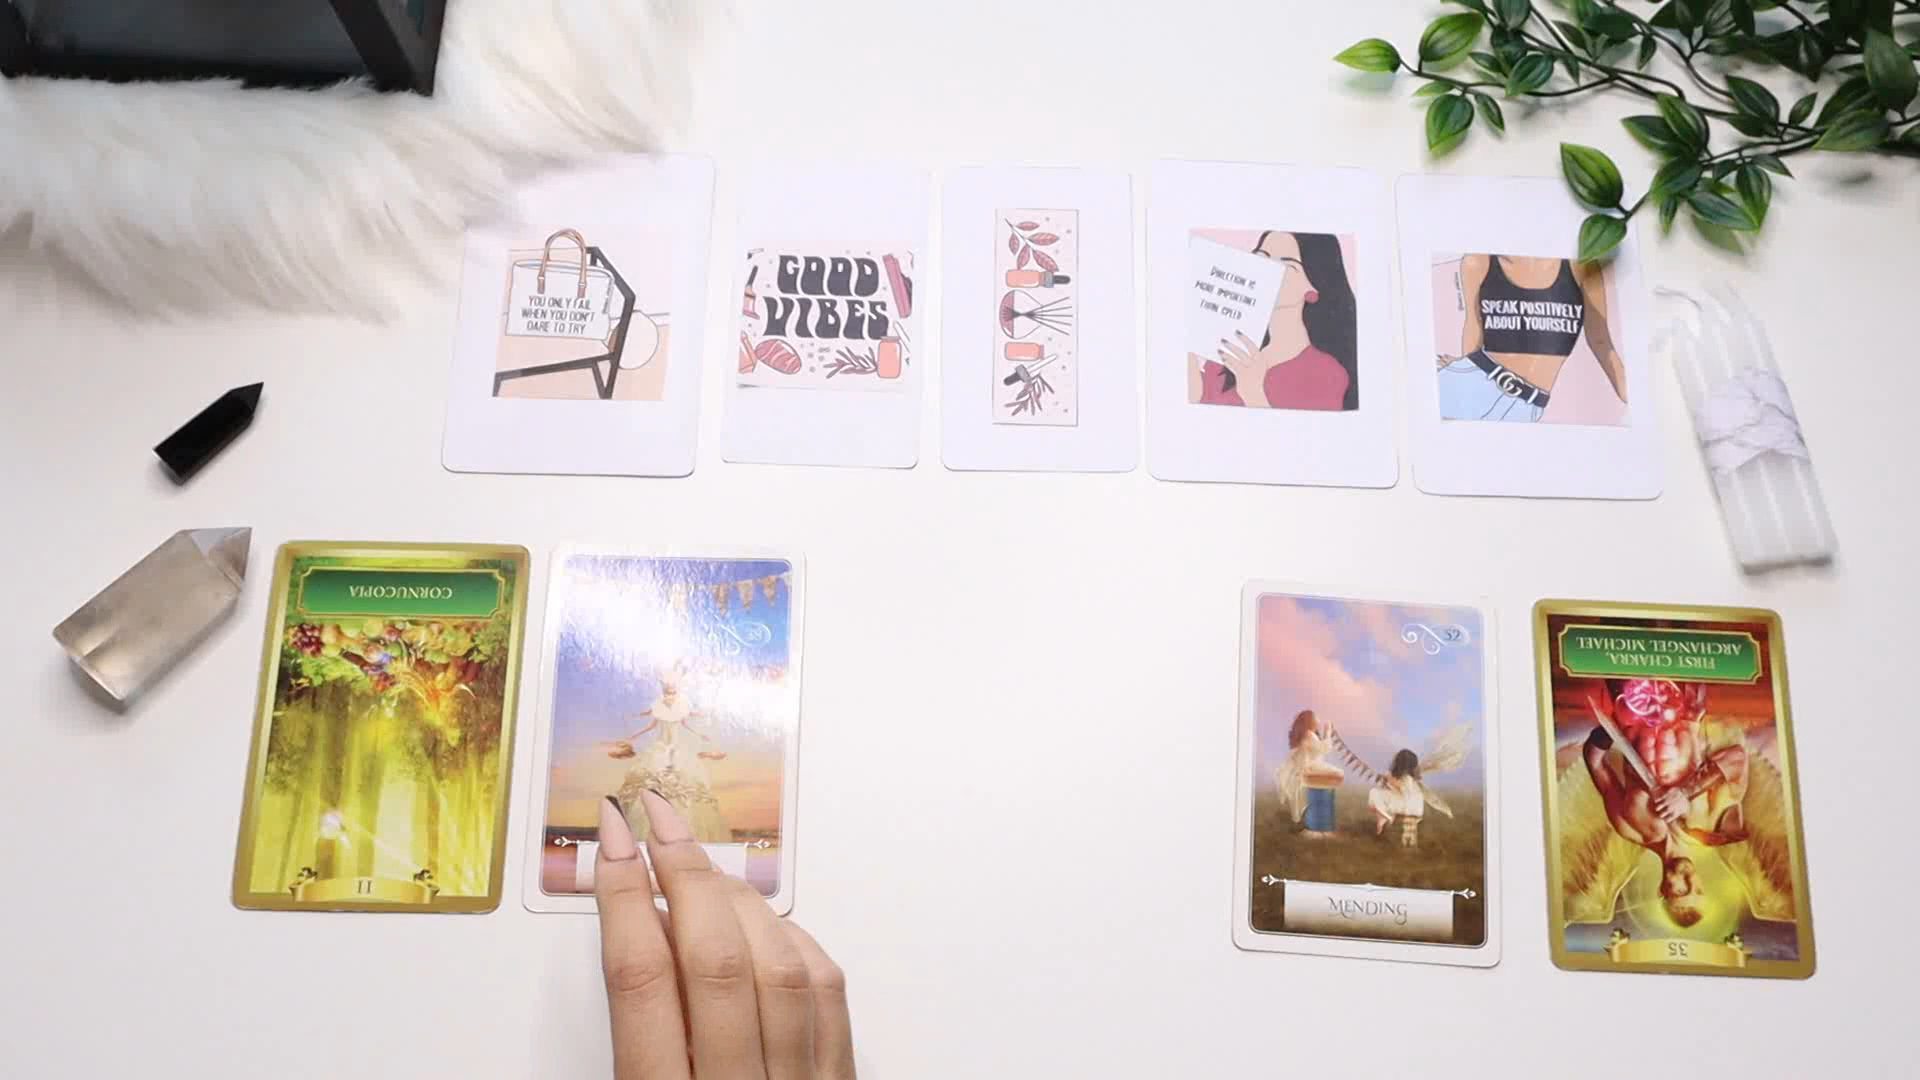 YOU ONLY FAIL
WHEN YOU DON'T
DARE TO TRY
GOOD
VIBES
DIRECTION IS
MORE IMPORTANT
THAN SPEED
SPEAK POSITIVELY
ABOUT YOURSELF
CORNUCOPIA
11
38
52
MENDING
FIRST CHAKRA,
ARCHANGEL MICHAEL
35